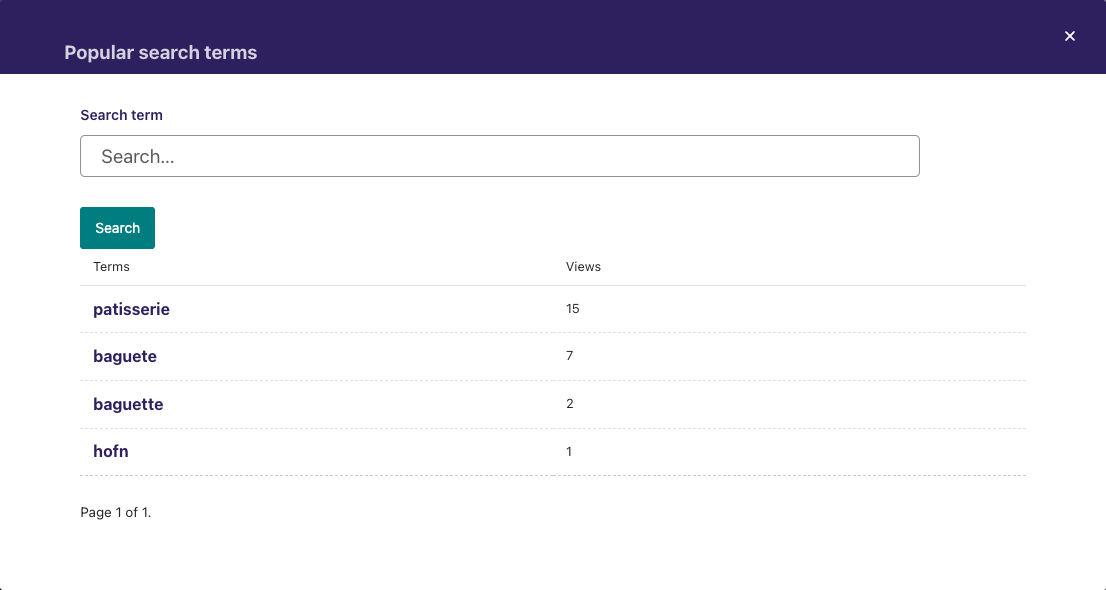 Popular search terms
Search term
Search...
Search
Terms Views
patisserie 15
baguete 7
baguette 2
hofn 1
Page 1 of 1.